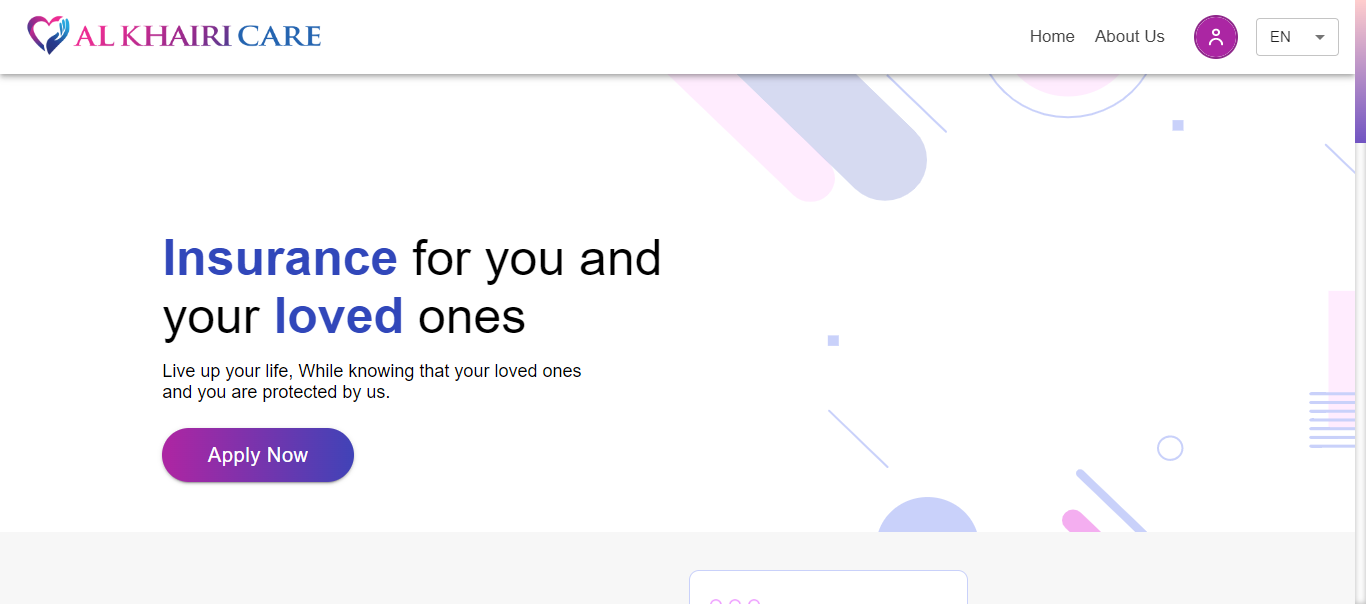 AL KHAIRI CARE
Home
About Us
EN
Insurance for you and
your loved ones
Live up your life, While knowing that your loved ones
and you are protected by us.
Apply Now